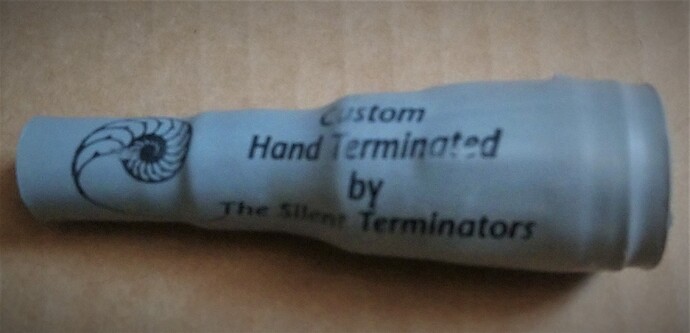 Custom
Hand Terminated
by
The Silent Terminators